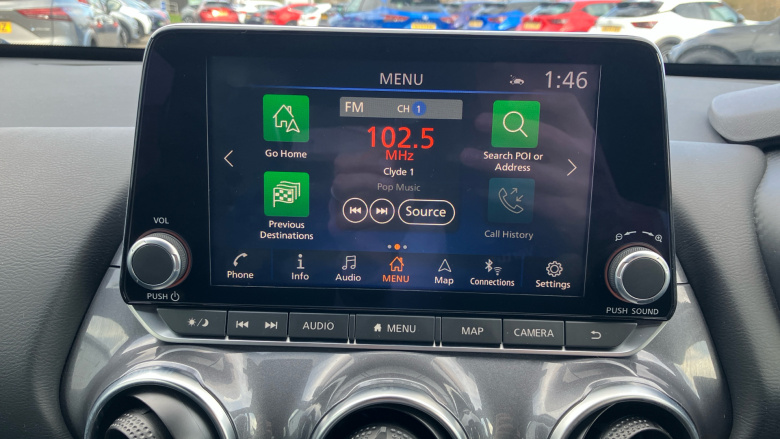 MENU
1:46
FM
CH 1
102.5
MHz
Clyde 1
Pop Music
Source
Go Home
Previous
Destinations
Search POI or
Address
Call History
Phone
Info
Audio
MENU
Map
Connections
Settings
VOL
PUSH
PUSH SOUND
AUDIO
MENU
MAP
CAMERA